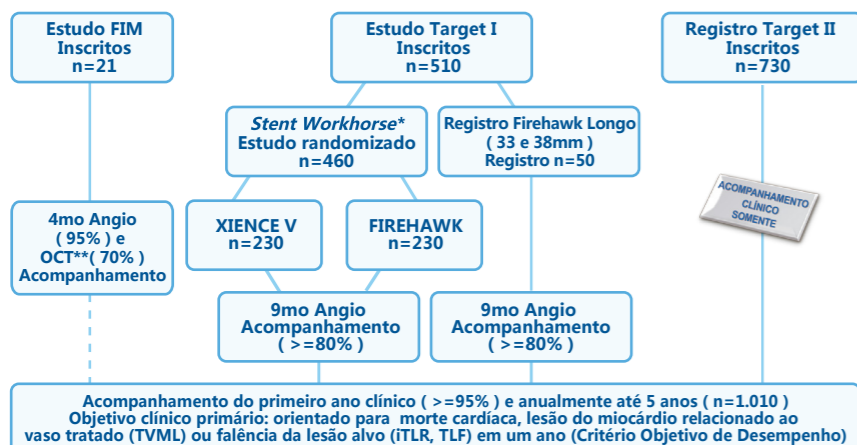 Estudo FIM
Inscritos
n=21
Estudo Target I
Inscritos
n=510
Registro Target II
Inscritos
n=730
Stent Workhorse*
Estudo randomizado
n=460
Registro Firehawk Longo
( 33 e 38mm)
Registro n=50
ACOMPANHAMENTO
CLÍNICO
SOMENTE
4mo Angio
( 95% ) e
OCT**( 70% )
Acompanhamento
XIENCE V
n=230
FIREHAWK
n=230
9mo Angio
Acompanhamento
( >=80% )
9mo Angio
Acompanhamento
( >=80% )
Acompanhamento do primeiro ano clínico ( >=95% ) e anualmente até 5 anos ( n=1.010 )
Objetivo clínico primário: orientado para morte cardíaca, lesão do miocárdio relacionado ao
vaso tratado (TVML) ou falência da lesão alvo (iTLR, TLF) em um ano (Critério Objetivo de Desempenho)